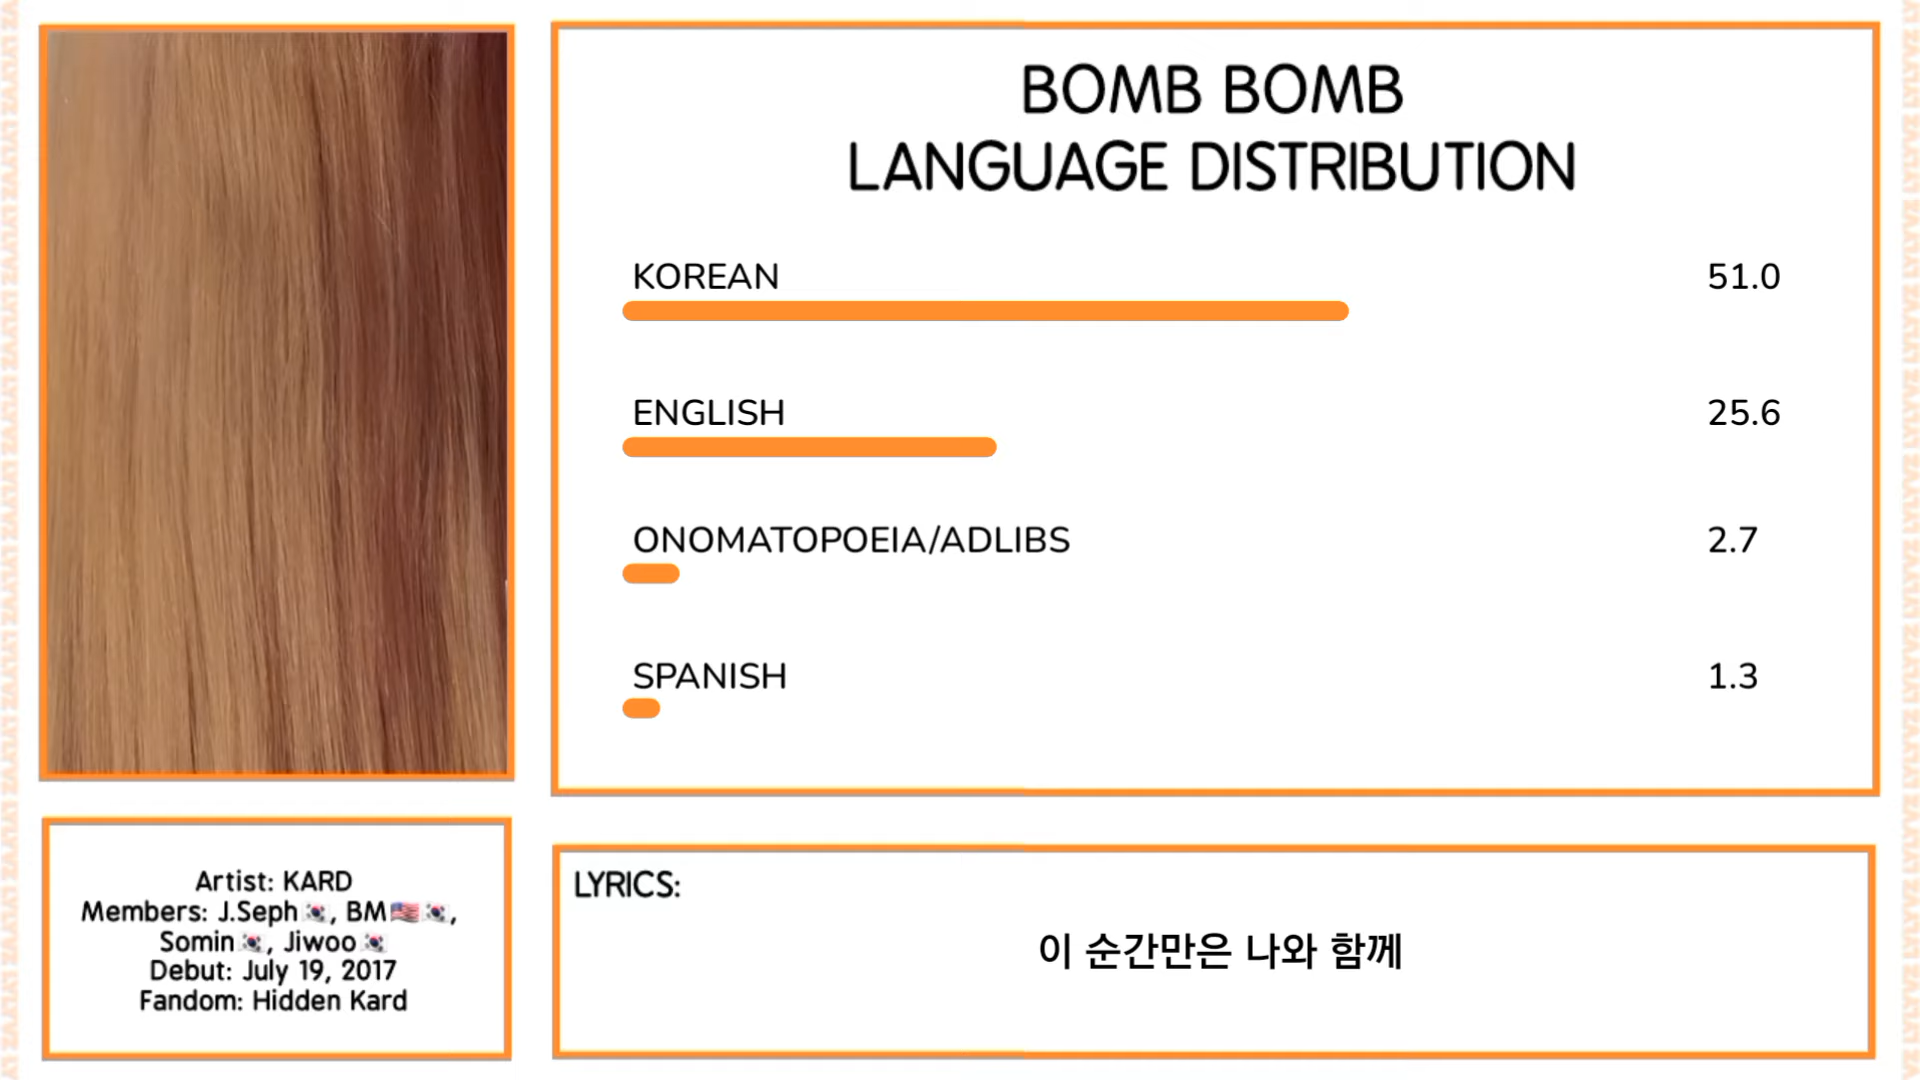 BOMB BOMB
LANGUAGE DISTRIBUTION
KOREAN 51.0
ENGLISH 25.6
ONOMATOPOEIA/ADLIBS 2.7
SPANISH 1.3
Artist: KARD
Members: J.Seph🇰🇷, BM🇺🇸🇰🇷,
Somin🇰🇷, Jiwoo🇰🇷
Debut: July 19, 2017
Fandom: Hidden Kard
LYRICS:
이 순간만은 나와 함께